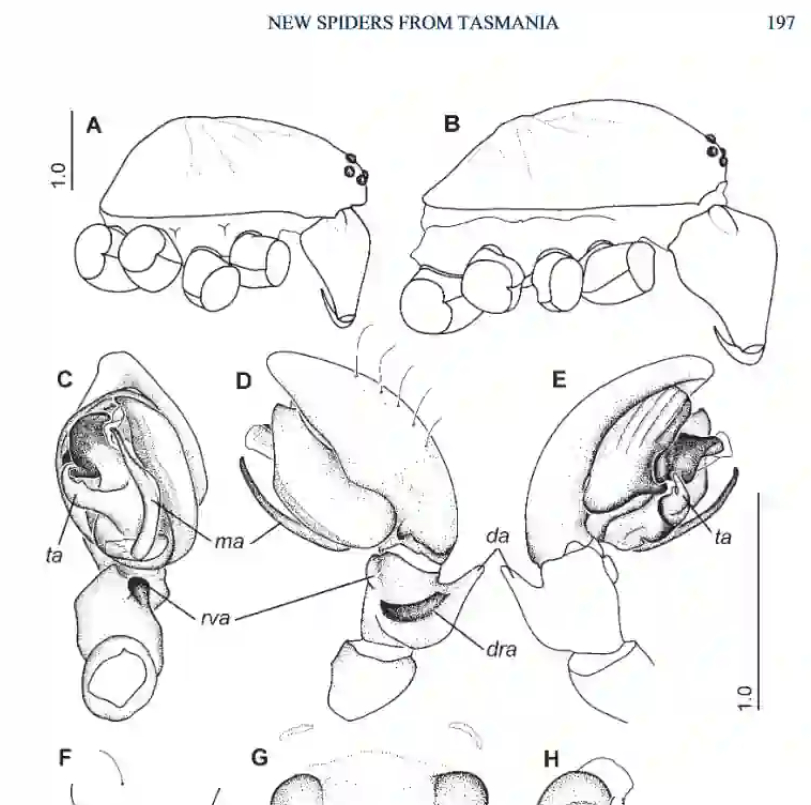 NEW SPIDERS FROM TASMANIA 197
A B
1.0
C D E
da
ta ma ta
rva
dra
1.0
F G H